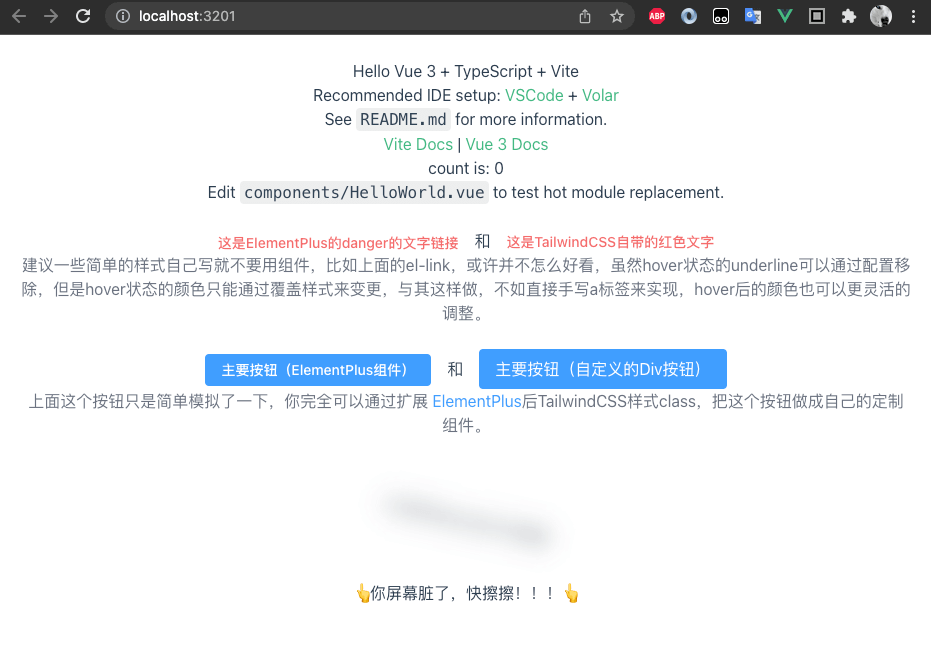 localhost:3201
ABP
Hello Vue 3 + TypeScript + Vite
Recommended IDE setup: VSCode + Volar
See README.md for more information.
Vite Docs | Vue 3 Docs
count is: 0
Edit components/HelloWorld.vue to test hot module replacement.
这是ElementPlus的danger的文字链接 和 这是TailwindCSS自带的红色文字
建议一些简单的样式自己写就不要用组件，比如上面的el-link，或许并不怎么好看，虽然hover状态的underline可以通过配置移
除，但是hover状态的颜色只能通过覆盖样式来变更，与其这样做，不如直接手写a标签来实现，hover后的颜色也可以更灵活的
调整。
主要按钮（ElementPlus组件） 和 主要按钮（自定义的Div按钮）
上面这个按钮只是简单模拟了一下，你完全可以通过扩展 ElementPlus后TailwindCSS样式class，把这个按钮做成自己的定制
组件。
👆你屏幕脏了，快擦擦！！！👆